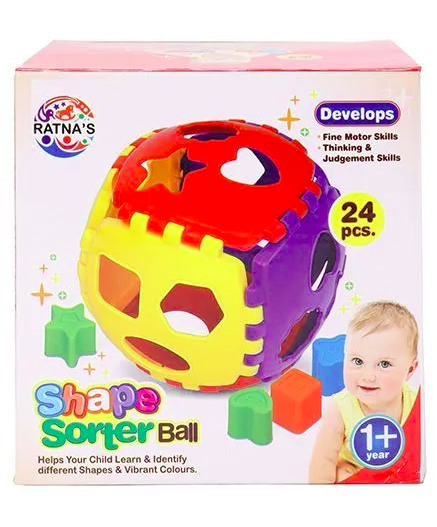 RATNA'S
Develops
· Fine Motor Skills
· Thinking &
Judgement Skills
24
pcs.
Shape
Sorter Ball
Helps Your Child Learn & Identify
different Shapes & Vibrant Colours.
1+
year